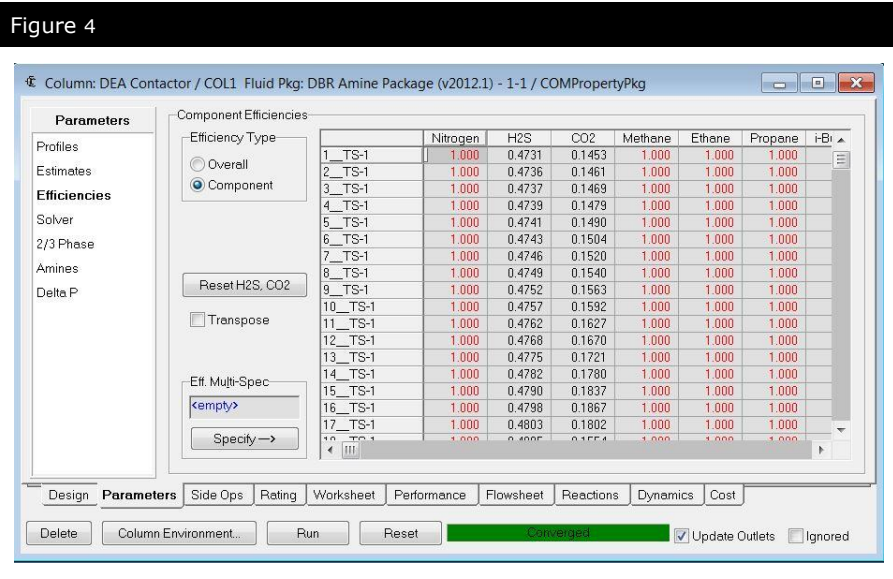 Figure 4
Column: DEA Contactor / COL1 Fluid Pkg: DBR Amine Package (v2012.1) - 1-1 / COMPropertyPkg
Parameters
Profiles
Estimates
Efficiencies
Solver
2/3 Phase
Amines
Delta P
Component Efficiencies
Efficiency Type
Overall
Component
Reset H2S, CO2
Transpose
Eff. Multi-Spec
<empty>
Specify -->
Nitrogen H2S CO2 Methane Ethane Propane
1__TS-1 1.000 0.4731 0.1453 1.000 1.000 1.000
2__TS-1 1.000 0.4736 0.1461 1.000 1.000 1.000
3__TS-1 1.000 0.4737 0.1469 1.000 1.000 1.000
4__TS-1 1.000 0.4739 0.1479 1.000 1.000 1.000
5__TS-1 1.000 0.4741 0.1490 1.000 1.000 1.000
6__TS-1 1.000 0.4743 0.1504 1.000 1.000 1.000
7__TS-1 1.000 0.4746 0.1520 1.000 1.000 1.000
8__TS-1 1.000 0.4749 0.1540 1.000 1.000 1.000
9__TS-1 1.000 0.4752 0.1563 1.000 1.000 1.000
10__TS-1 1.000 0.4757 0.1592 1.000 1.000 1.000
11__TS-1 1.000 0.4762 0.1627 1.000 1.000 1.000
12__TS-1 1.000 0.4768 0.1670 1.000 1.000 1.000
13__TS-1 1.000 0.4775 0.1721 1.000 1.000 1.000
14__TS-1 1.000 0.4782 0.1780 1.000 1.000 1.000
15__TS-1 1.000 0.4790 0.1837 1.000 1.000 1.000
16__TS-1 1.000 0.4798 0.1867 1.000 1.000 1.000
17__TS-1 1.000 0.4803 0.1802 1.000 1.000 1.000
Design Parameters Side Ops Rating Worksheet Performance Flowsheet Reactions Dynamics Cost
Delete Column Environment... Run Reset Converged Update Outlets Ignored